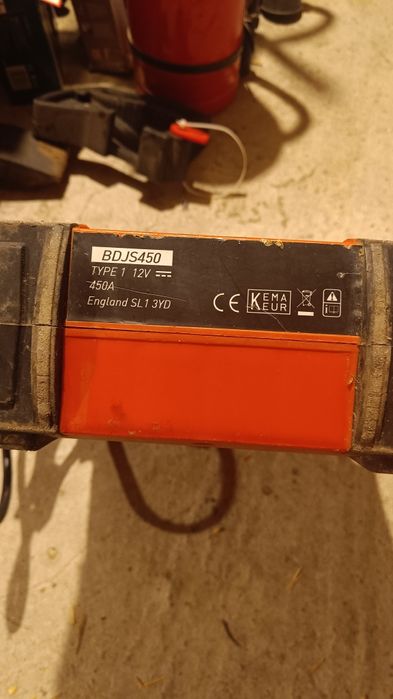 BDJS450
TYPE 1 12V
450A
England SL1 3YD
CE
KEMA
KEUR